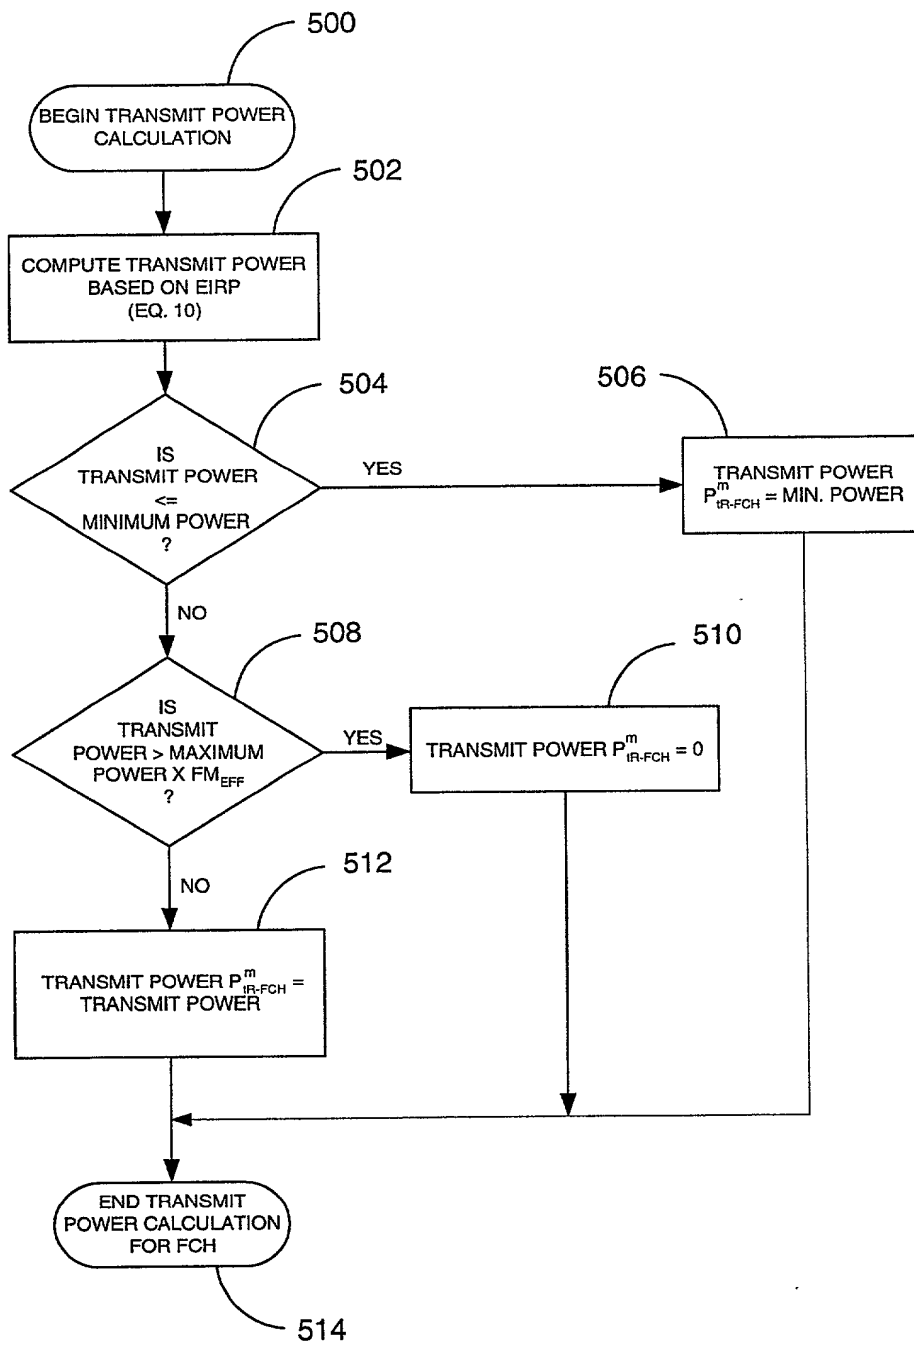 500
BEGIN TRANSMIT POWER
CALCULATION
502
COMPUTE TRANSMIT POWER
BASED ON EIRP
(EQ. 10)
504
IS
TRANSMIT POWER
<=
MINIMUM POWER
?
YES
506
TRANSMIT POWER
P^m_tR-FCH = MIN. POWER
NO
508
IS
TRANSMIT
POWER > MAXIMUM
POWER X FM_EFF
?
YES
510
TRANSMIT POWER P^m_tR-FCH = 0
NO
512
TRANSMIT POWER P^m_tR-FCH =
TRANSMIT POWER
END TRANSMIT
POWER CALCULATION
FOR FCH
514